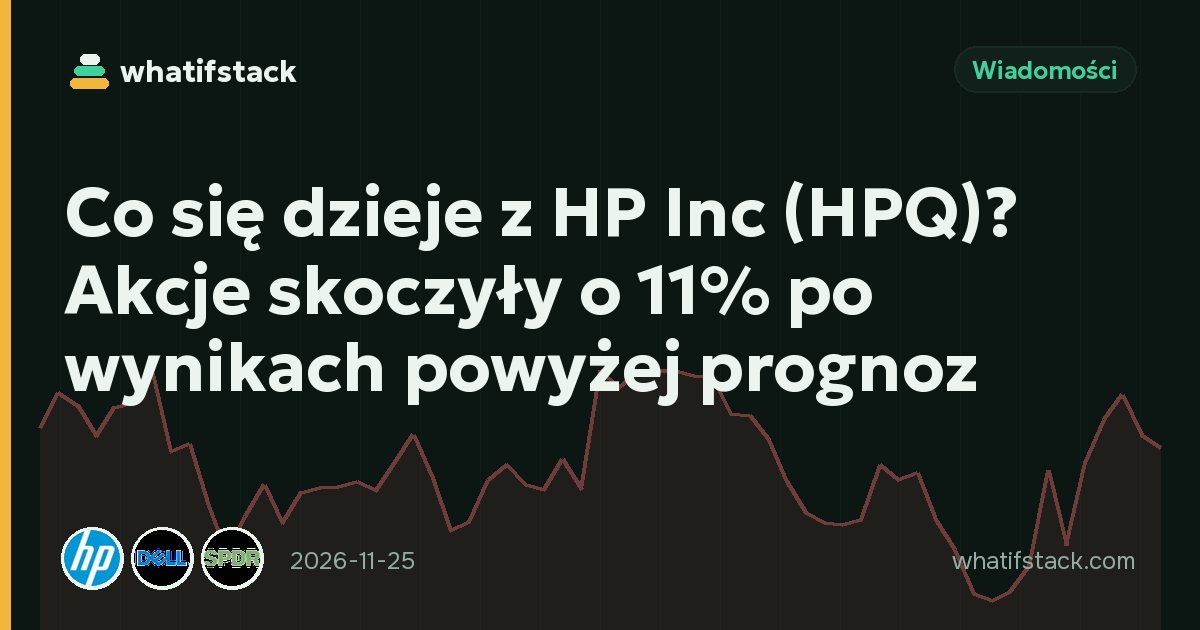 whatifstack
Wiadomości
Co się dzieje z HP Inc (HPQ)?
Akcje skoczyły o 11% po
wynikach powyżej prognoz
hp
DELL
SPDR
2026-11-25
whatifstack.com